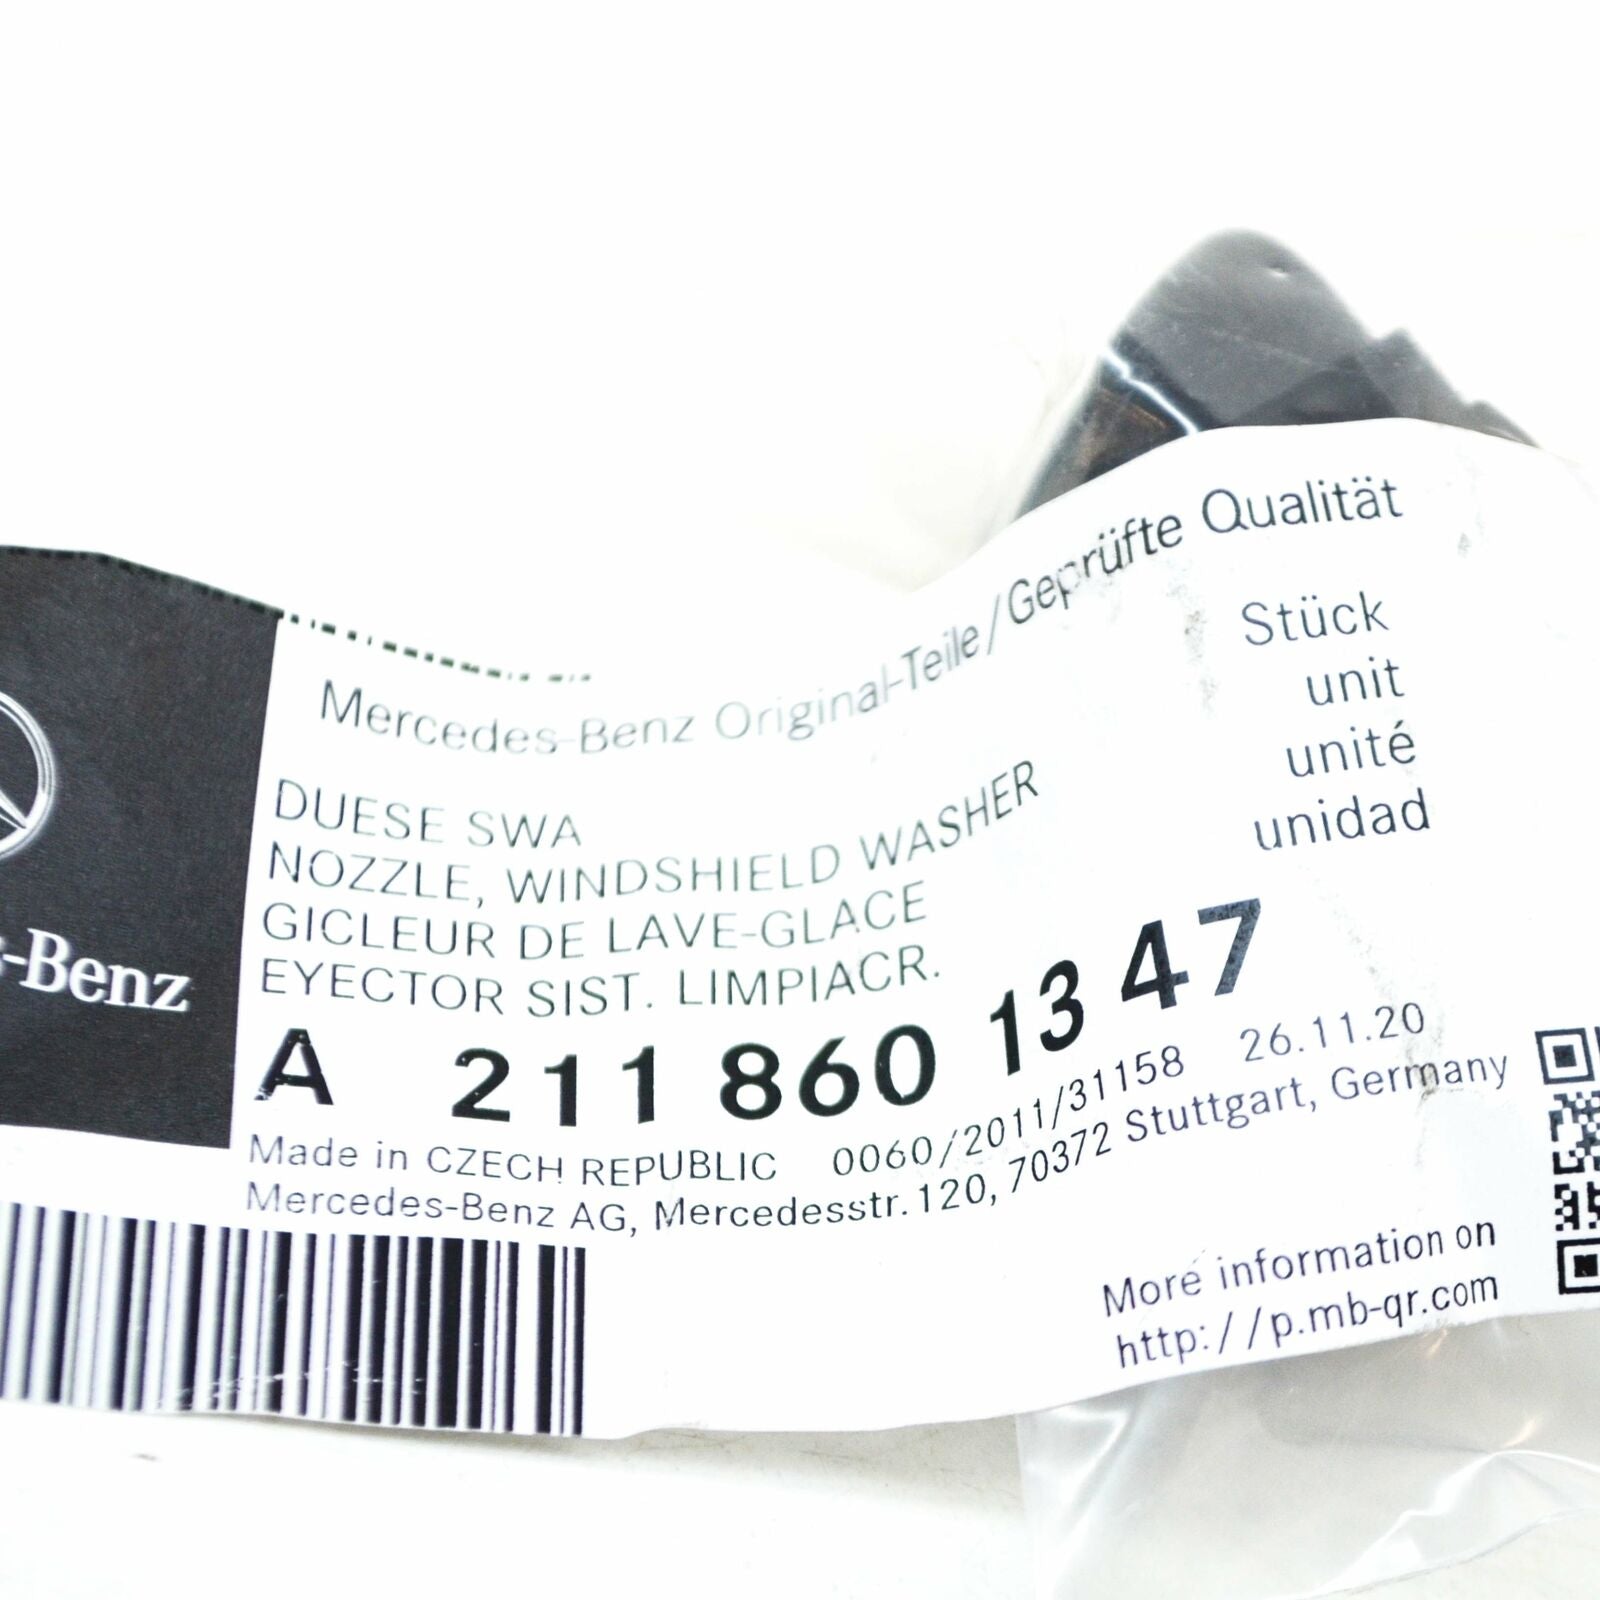 -Benz
Mercedes-Benz Original-Teile/Geprüfte Qualität
Stück
unit
unité
unidad
DUESE SWA
NOZZLE, WINDSHIELD WASHER
GICLEUR DE LAVE-GLACE
EYECTOR SIST. LIMPIACR.
A 211 860 13 47
Made in CZECH REPUBLIC 0060/2011/31158 26.11.20
Mercedes-Benz AG, Mercedesstr. 120, 70372 Stuttgart, Germany
More information on
http://p.mb-qr.com